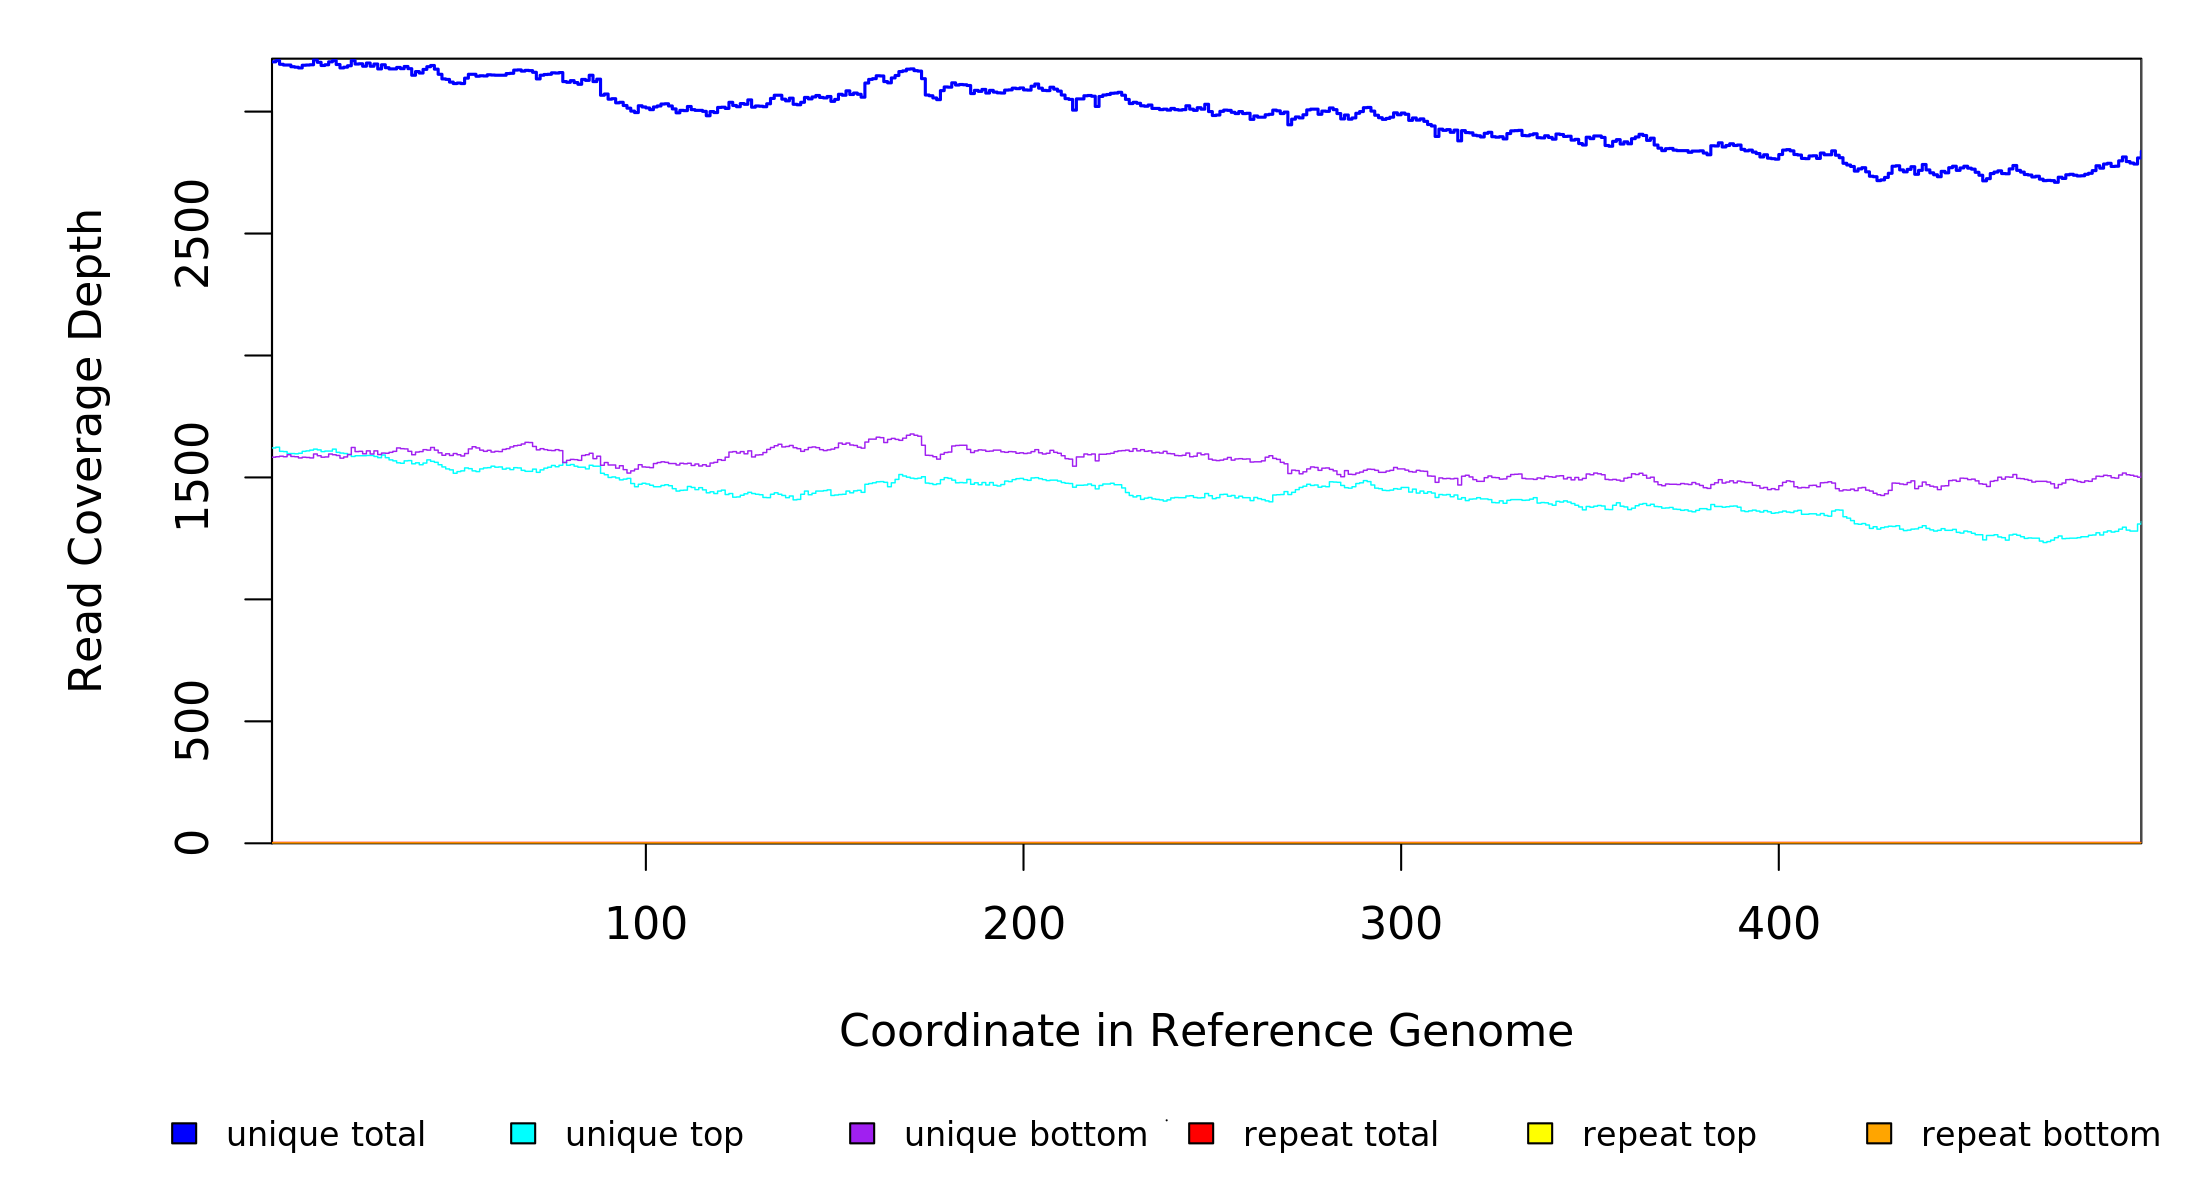 Read Coverage Depth
2500
1500
500
0
100 200 300 400
Coordinate in Reference Genome
unique total unique top unique bottom repeat total repeat top repeat bottom